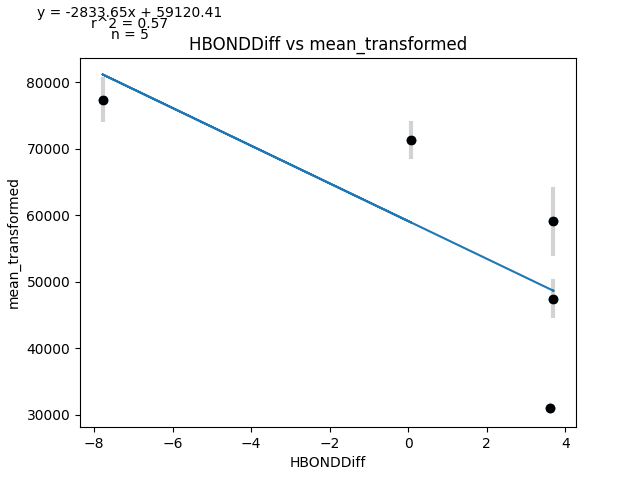 y = -2833.65x + 59120.41
r^2 = 0.57
n = 5
HBONDDiff vs mean_transformed
80000
70000
60000
50000
40000
30000
mean_transformed
−8
−6
−4
−2
0
2
4
HBONDDiff